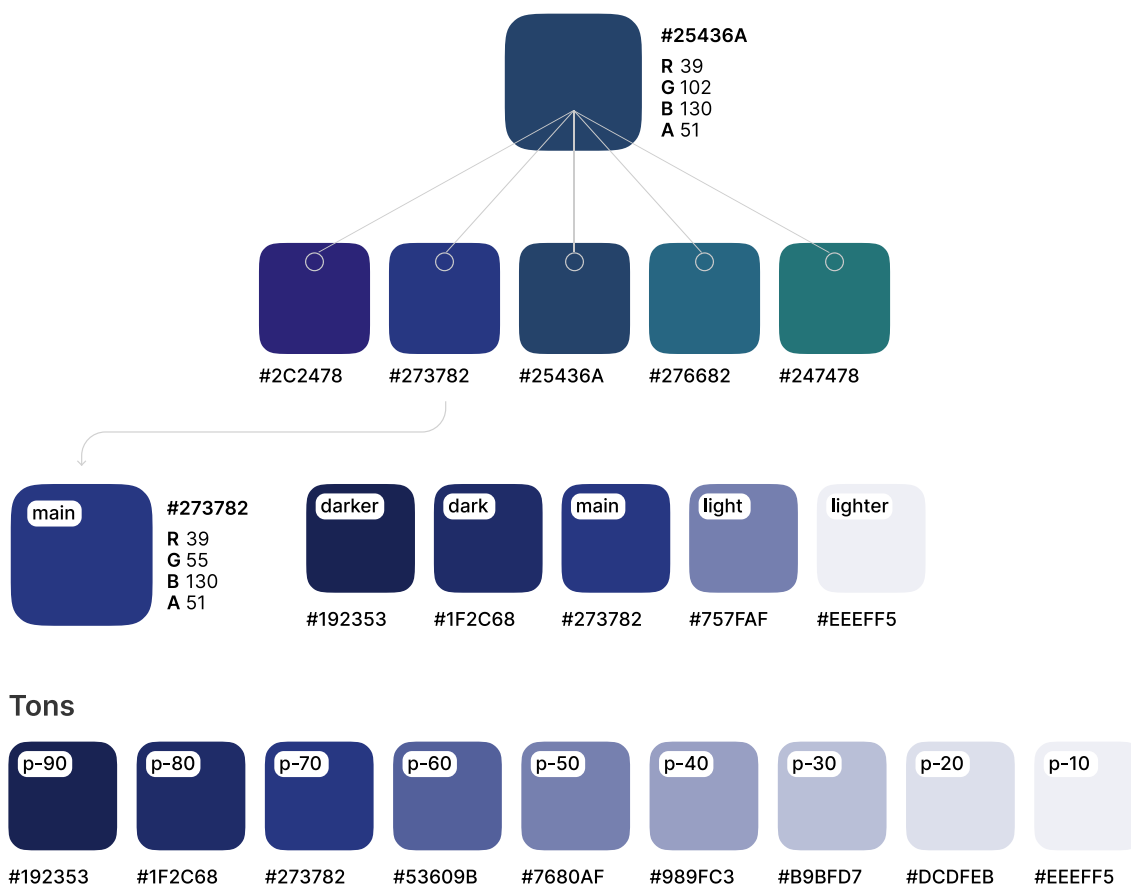 #25436A
R 39
G 102
B 130
A 51
#2C2478 #273782 #25436A #276682 #247478
main
#273782
R 39
G 55
B 130
A 51
darker dark main light lighter
#192353 #1F2C68 #273782 #757FAF #EEEFF5
Tons
p-90 p-80 p-70 p-60 p-50 p-40 p-30 p-20 p-10
#192353 #1F2C68 #273782 #53609B #7680AF #989FC3 #B9BFD7 #DCDFEB #EEEFF5